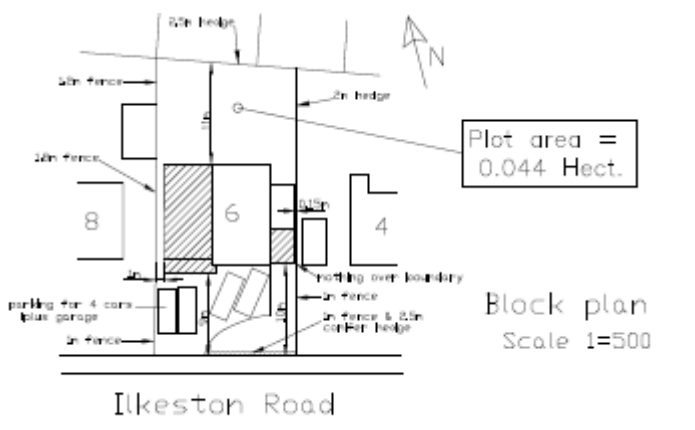 2.5m hedge
N
1.8m fence
2m hedge
Plot area =
0.044 Hect.
1.8m fence
0.15m
8
6
4
1m
nothing over boundary
parking for 4 cars
1m fence
1m fence & 2.5m
conifer hedge
1m fence
Block plan
Scale 1=500
Ilkeston Road